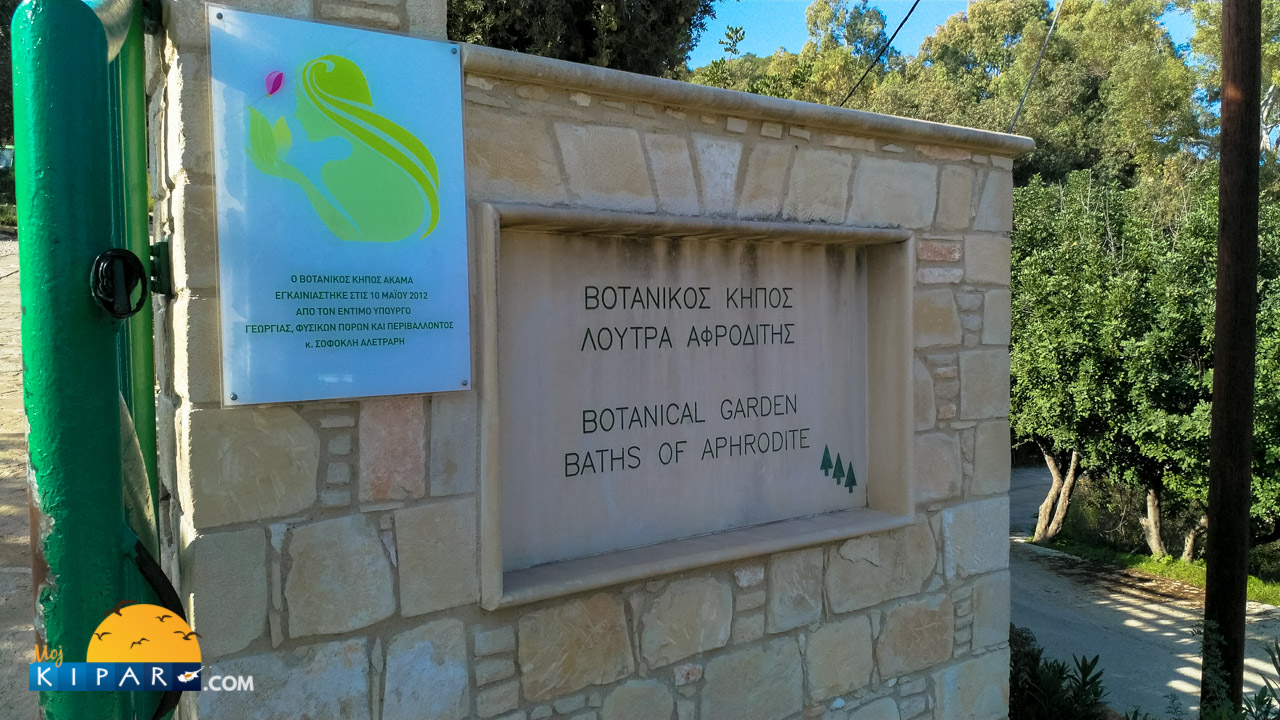 Ο ΒΟΤΑΝΙΚΟΣ ΚΗΠΟΣ ΑΚΑΜΑ
ΕΓΚΑΙΝΙΑΣΤΗΚΕ ΣΤΙΣ 10 ΜΑΪΟΥ 2012
ΑΠΟ ΤΟΝ ΕΝΤΙΜΟ ΥΠΟΥΡΓΟ
ΓΕΩΡΓΙΑΣ, ΦΥΣΙΚΩΝ ΠΟΡΩΝ ΚΑΙ ΠΕΡΙΒΑΛΛΟΝΤΟΣ
κ. ΣΟΦΟΚΛΗ ΑΛΕΤΡΑΡΗ
ΒΟΤΑΝΙΚΟΣ ΚΗΠΟΣ
ΛΟΥΤΡΑ ΑΦΡΟΔΙΤΗΣ
BOTANICAL GARDEN
BATHS OF APHRODITE
Moj
KIPAR.COM